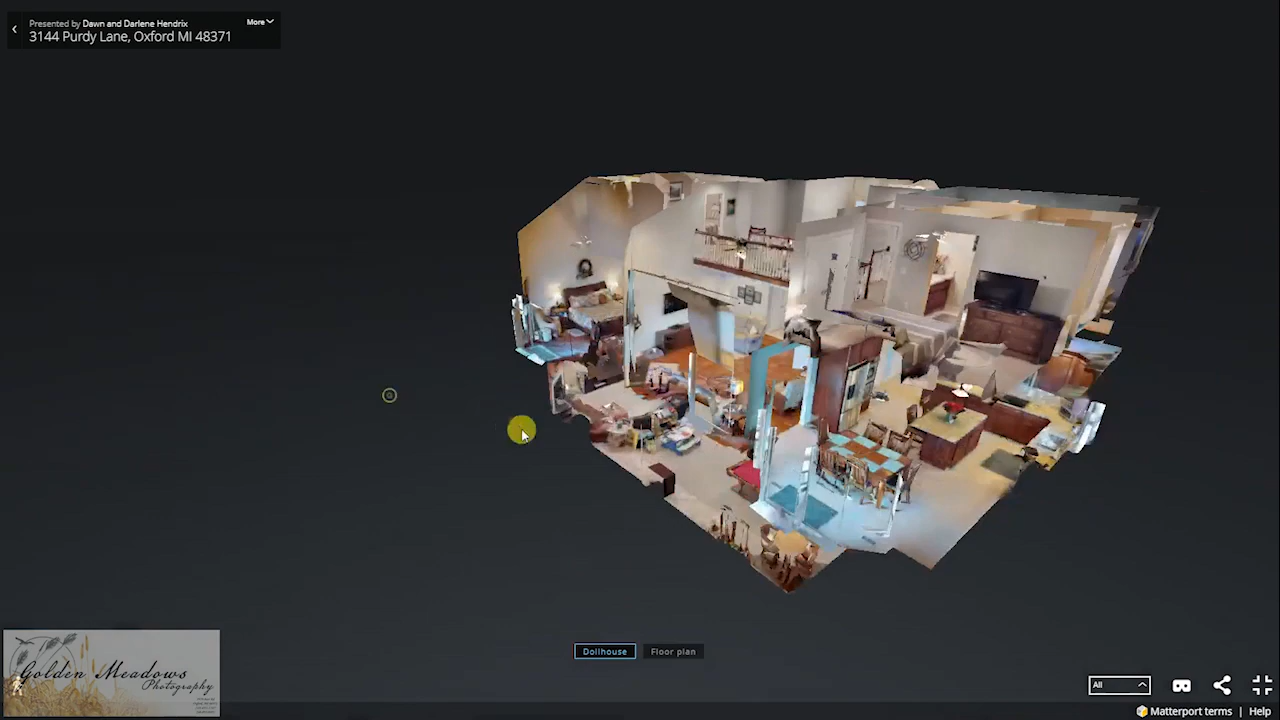 Presented by Dawn and Darlene Hendrix
More
3144 Purdy Lane, Oxford MI 48371
Golden Meadows
Photography
Dollhouse
Floor plan
All
Matterport terms | Help